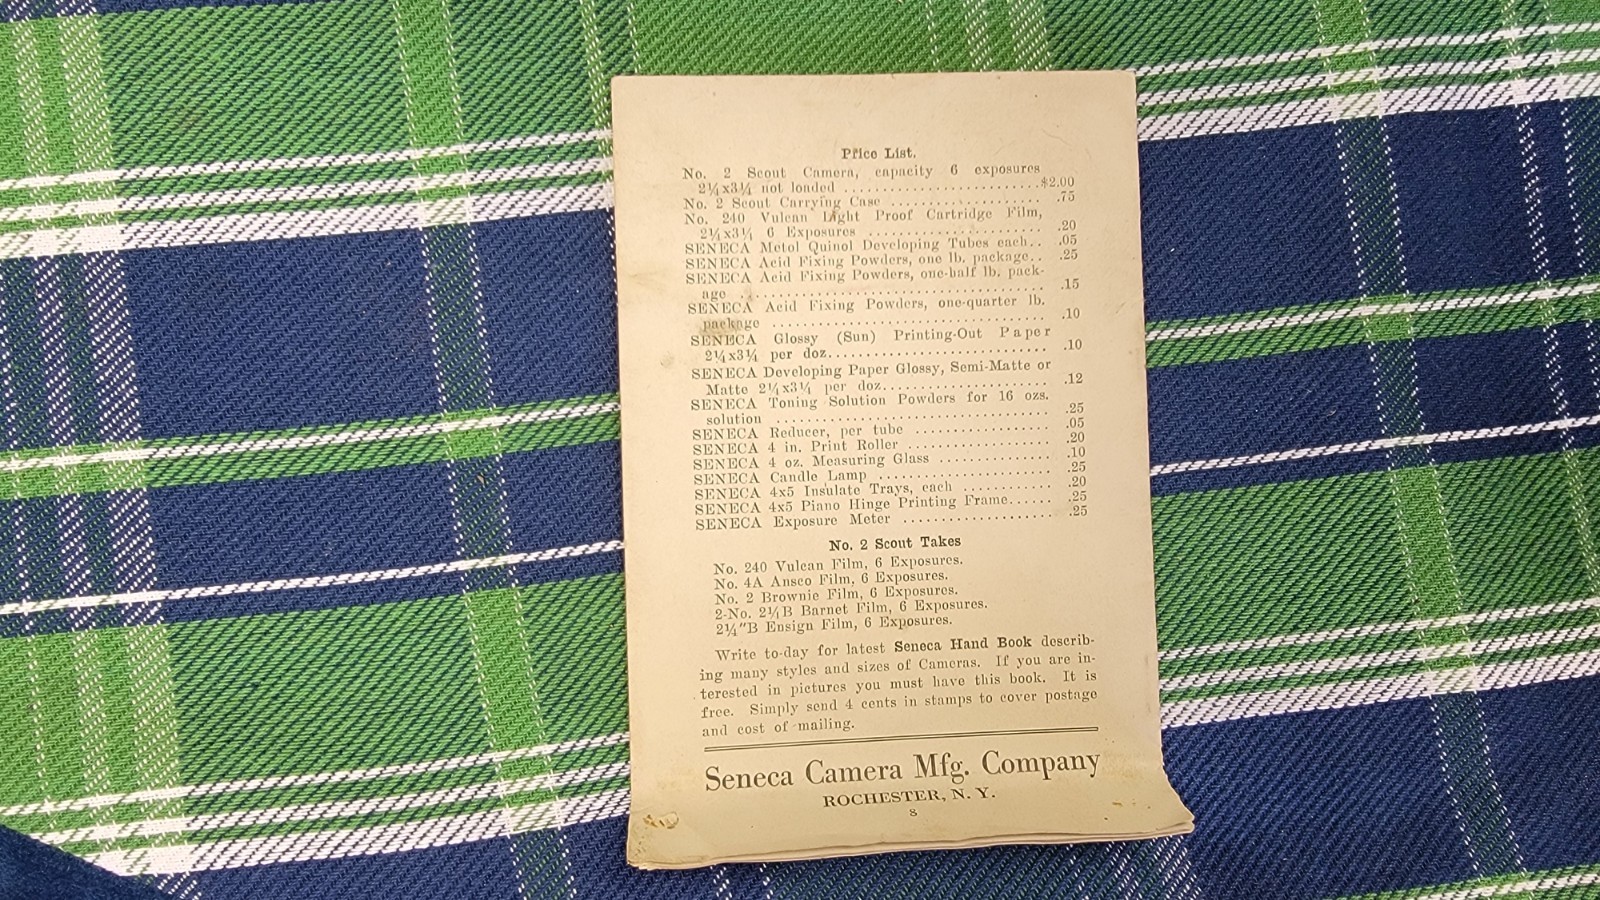 Price List.
No. 2 Scout Camera, capacity 6 exposures
2¼x3¼ not loaded ..........................$2.00
No. 2 Scout Carrying Case .................... .75
No. 240 Vulcan Light Proof Cartridge Film,
2¼x3¼ 6 Exposures ....................... .20
SENECA Metol Quinol Developing Tubes each.. .05
SENECA Acid Fixing Powders, one lb. package.. .25
SENECA Acid Fixing Powders, one-half lb. pack-
age ........................................ .15
SENECA Acid Fixing Powders, one-quarter lb.
package .................................... .10
SENECA Glossy (Sun) Printing-Out Paper
2¼x3¼ per doz............................. .10
SENECA Developing Paper Glossy, Semi-Matte or
Matte 2¼x3¼ per doz...................... .12
SENECA Toning Solution Powders for 16 ozs.
solution .................................... .25
SENECA Reducer, per tube .................. .05
SENECA 4 in. Print Roller ................... .20
SENECA 4 oz. Measuring Glass ............... .10
SENECA Candle Lamp ....................... .25
SENECA 4x5 Insulate Trays, each ............ .20
SENECA 4x5 Piano Hinge Printing Frame...... .25
SENECA Exposure Meter .................... .25
No. 2 Scout Takes
No. 240 Vulcan Film, 6 Exposures.
No. 4A Ansco Film, 6 Exposures.
No. 2 Brownie Film, 6 Exposures.
2-No. 2¼B Barnet Film, 6 Exposures.
2¼"B Ensign Film, 6 Exposures.
Write to-day for latest Seneca Hand Book describ-
ing many styles and sizes of Cameras. If you are in-
terested in pictures you must have this book. It is
free. Simply send 4 cents in stamps to cover postage
and cost of mailing.
Seneca Camera Mfg. Company
ROCHESTER, N. Y.
8